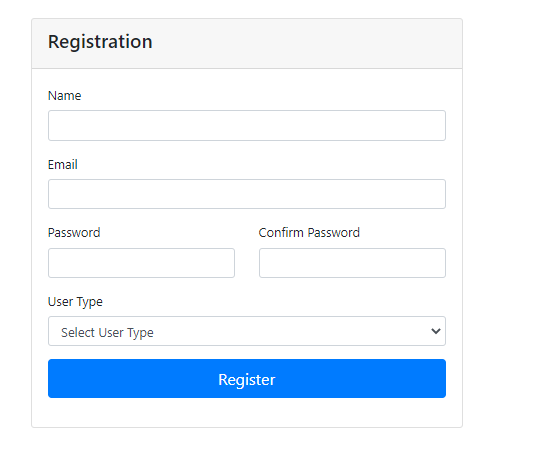 Registration
Name
Email
Password Confirm Password
User Type
Select User Type
Register